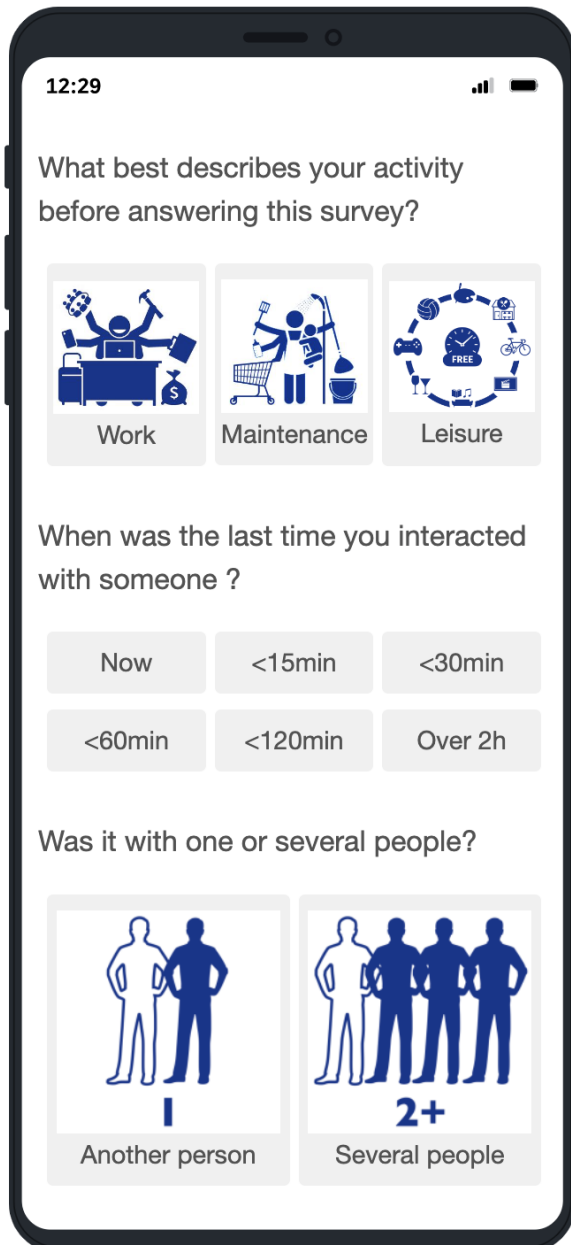 12:29
What best describes your activity
before answering this survey?
$
FREE
Work
Maintenance
Leisure
When was the last time you interacted
with someone ?
Now
<15min
<30min
<60min
<120min
Over 2h
Was it with one or several people?
1
2+
Another person
Several people